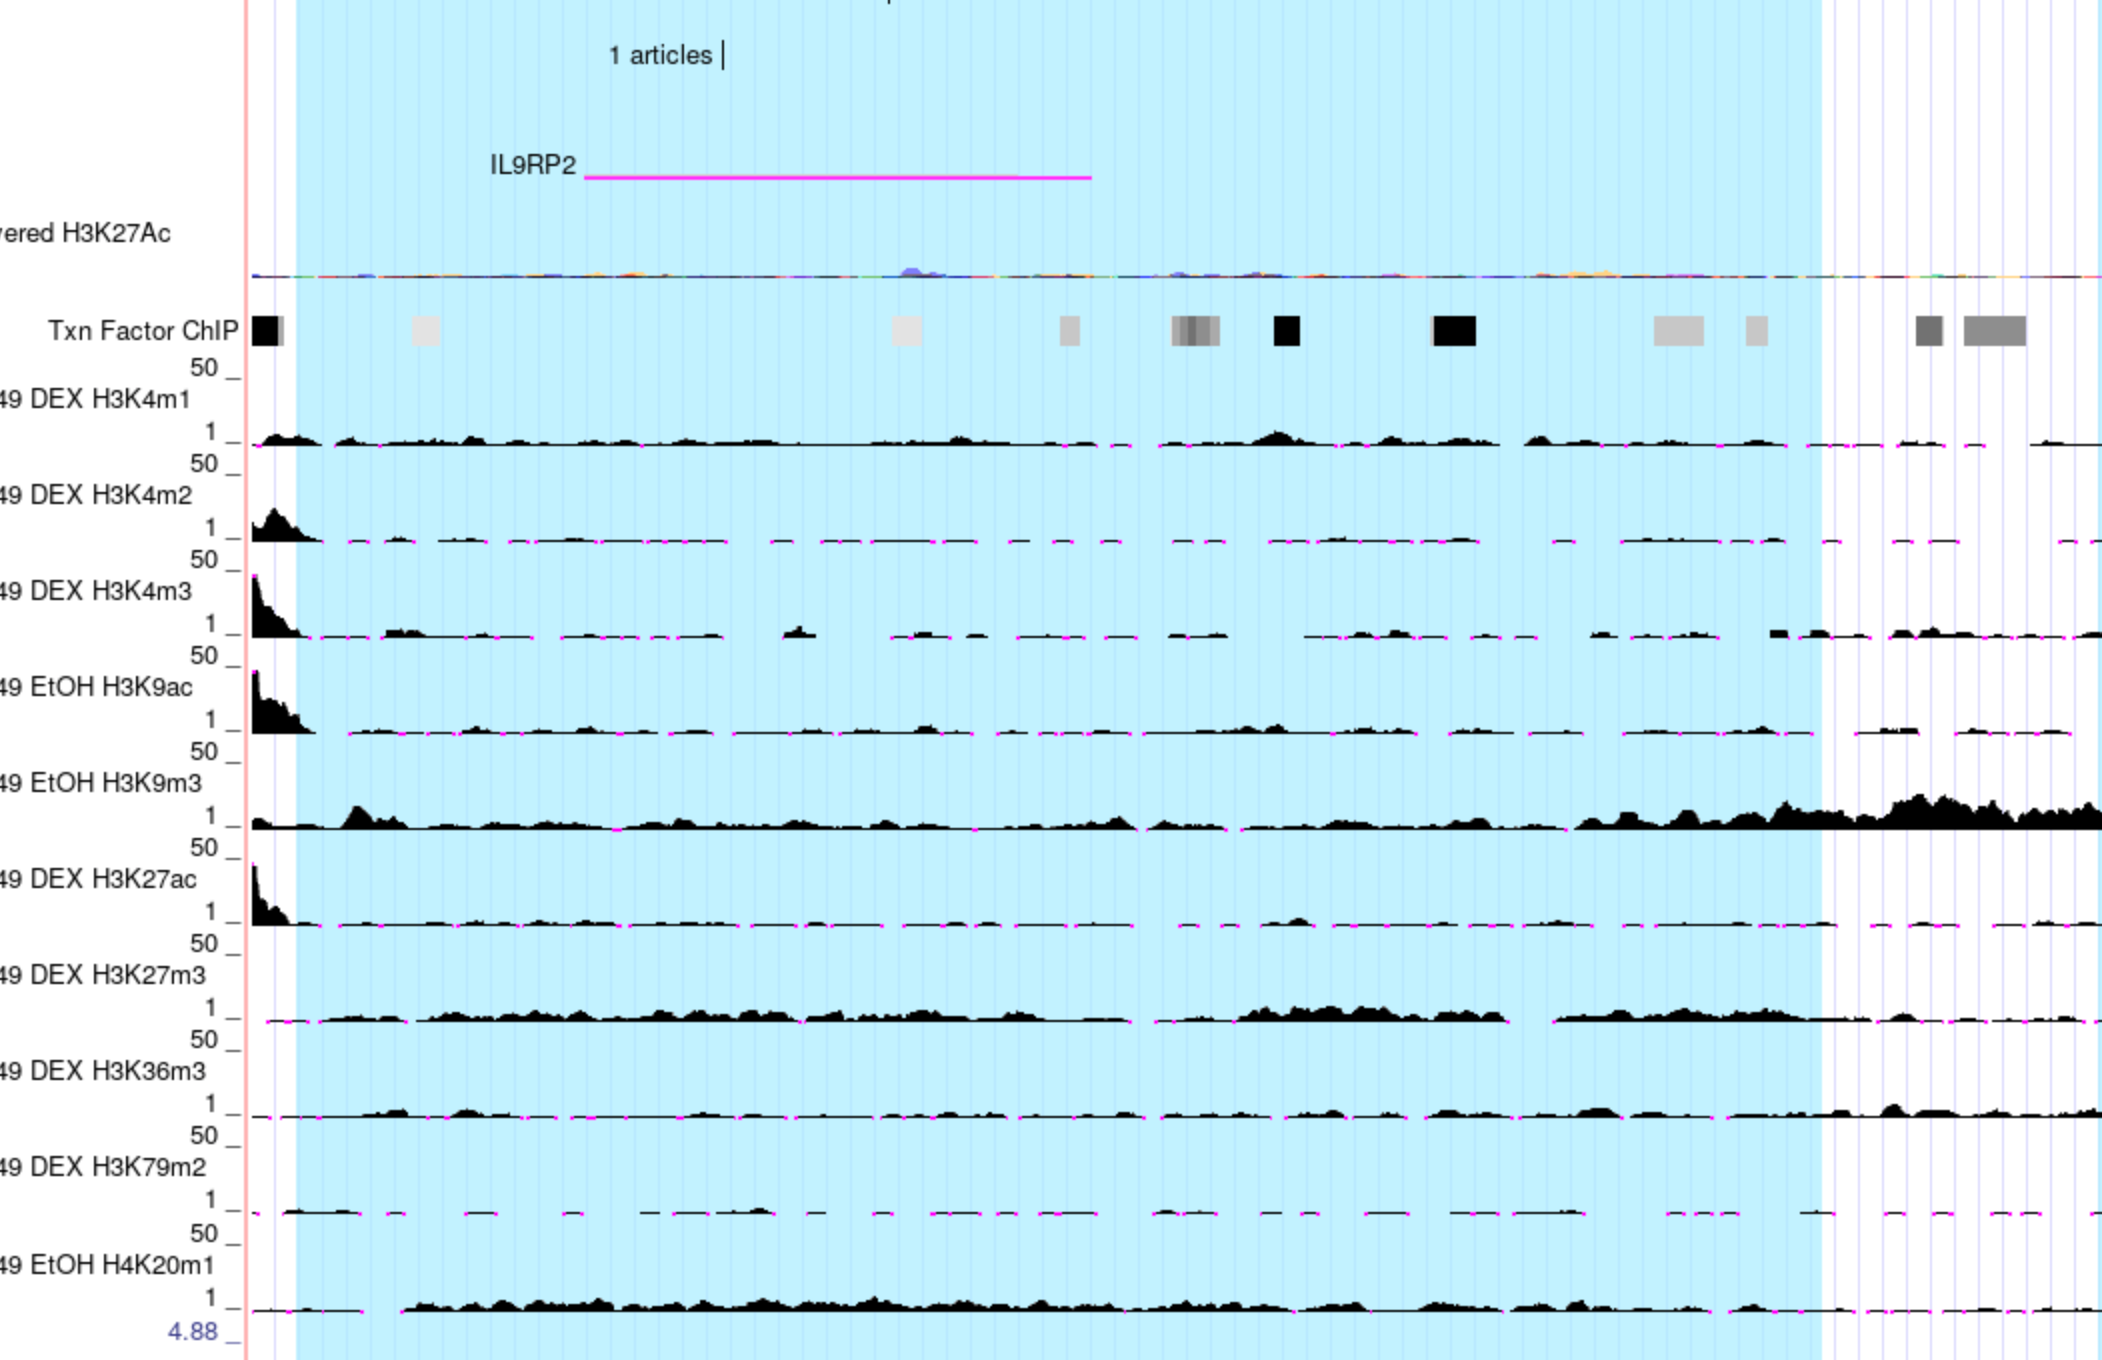 1 articles
IL9RP2
vered H3K27Ac
Txn Factor ChIP
50
49 DEX H3K4m1
1
50
49 DEX H3K4m2
1
50
49 DEX H3K4m3
1
50
49 EtOH H3K9ac
1
50
49 EtOH H3K9m3
1
50
49 DEX H3K27ac
1
50
49 DEX H3K27m3
1
50
49 DEX H3K36m3
1
50
49 DEX H3K79m2
1
50
49 EtOH H4K20m1
1
4.88